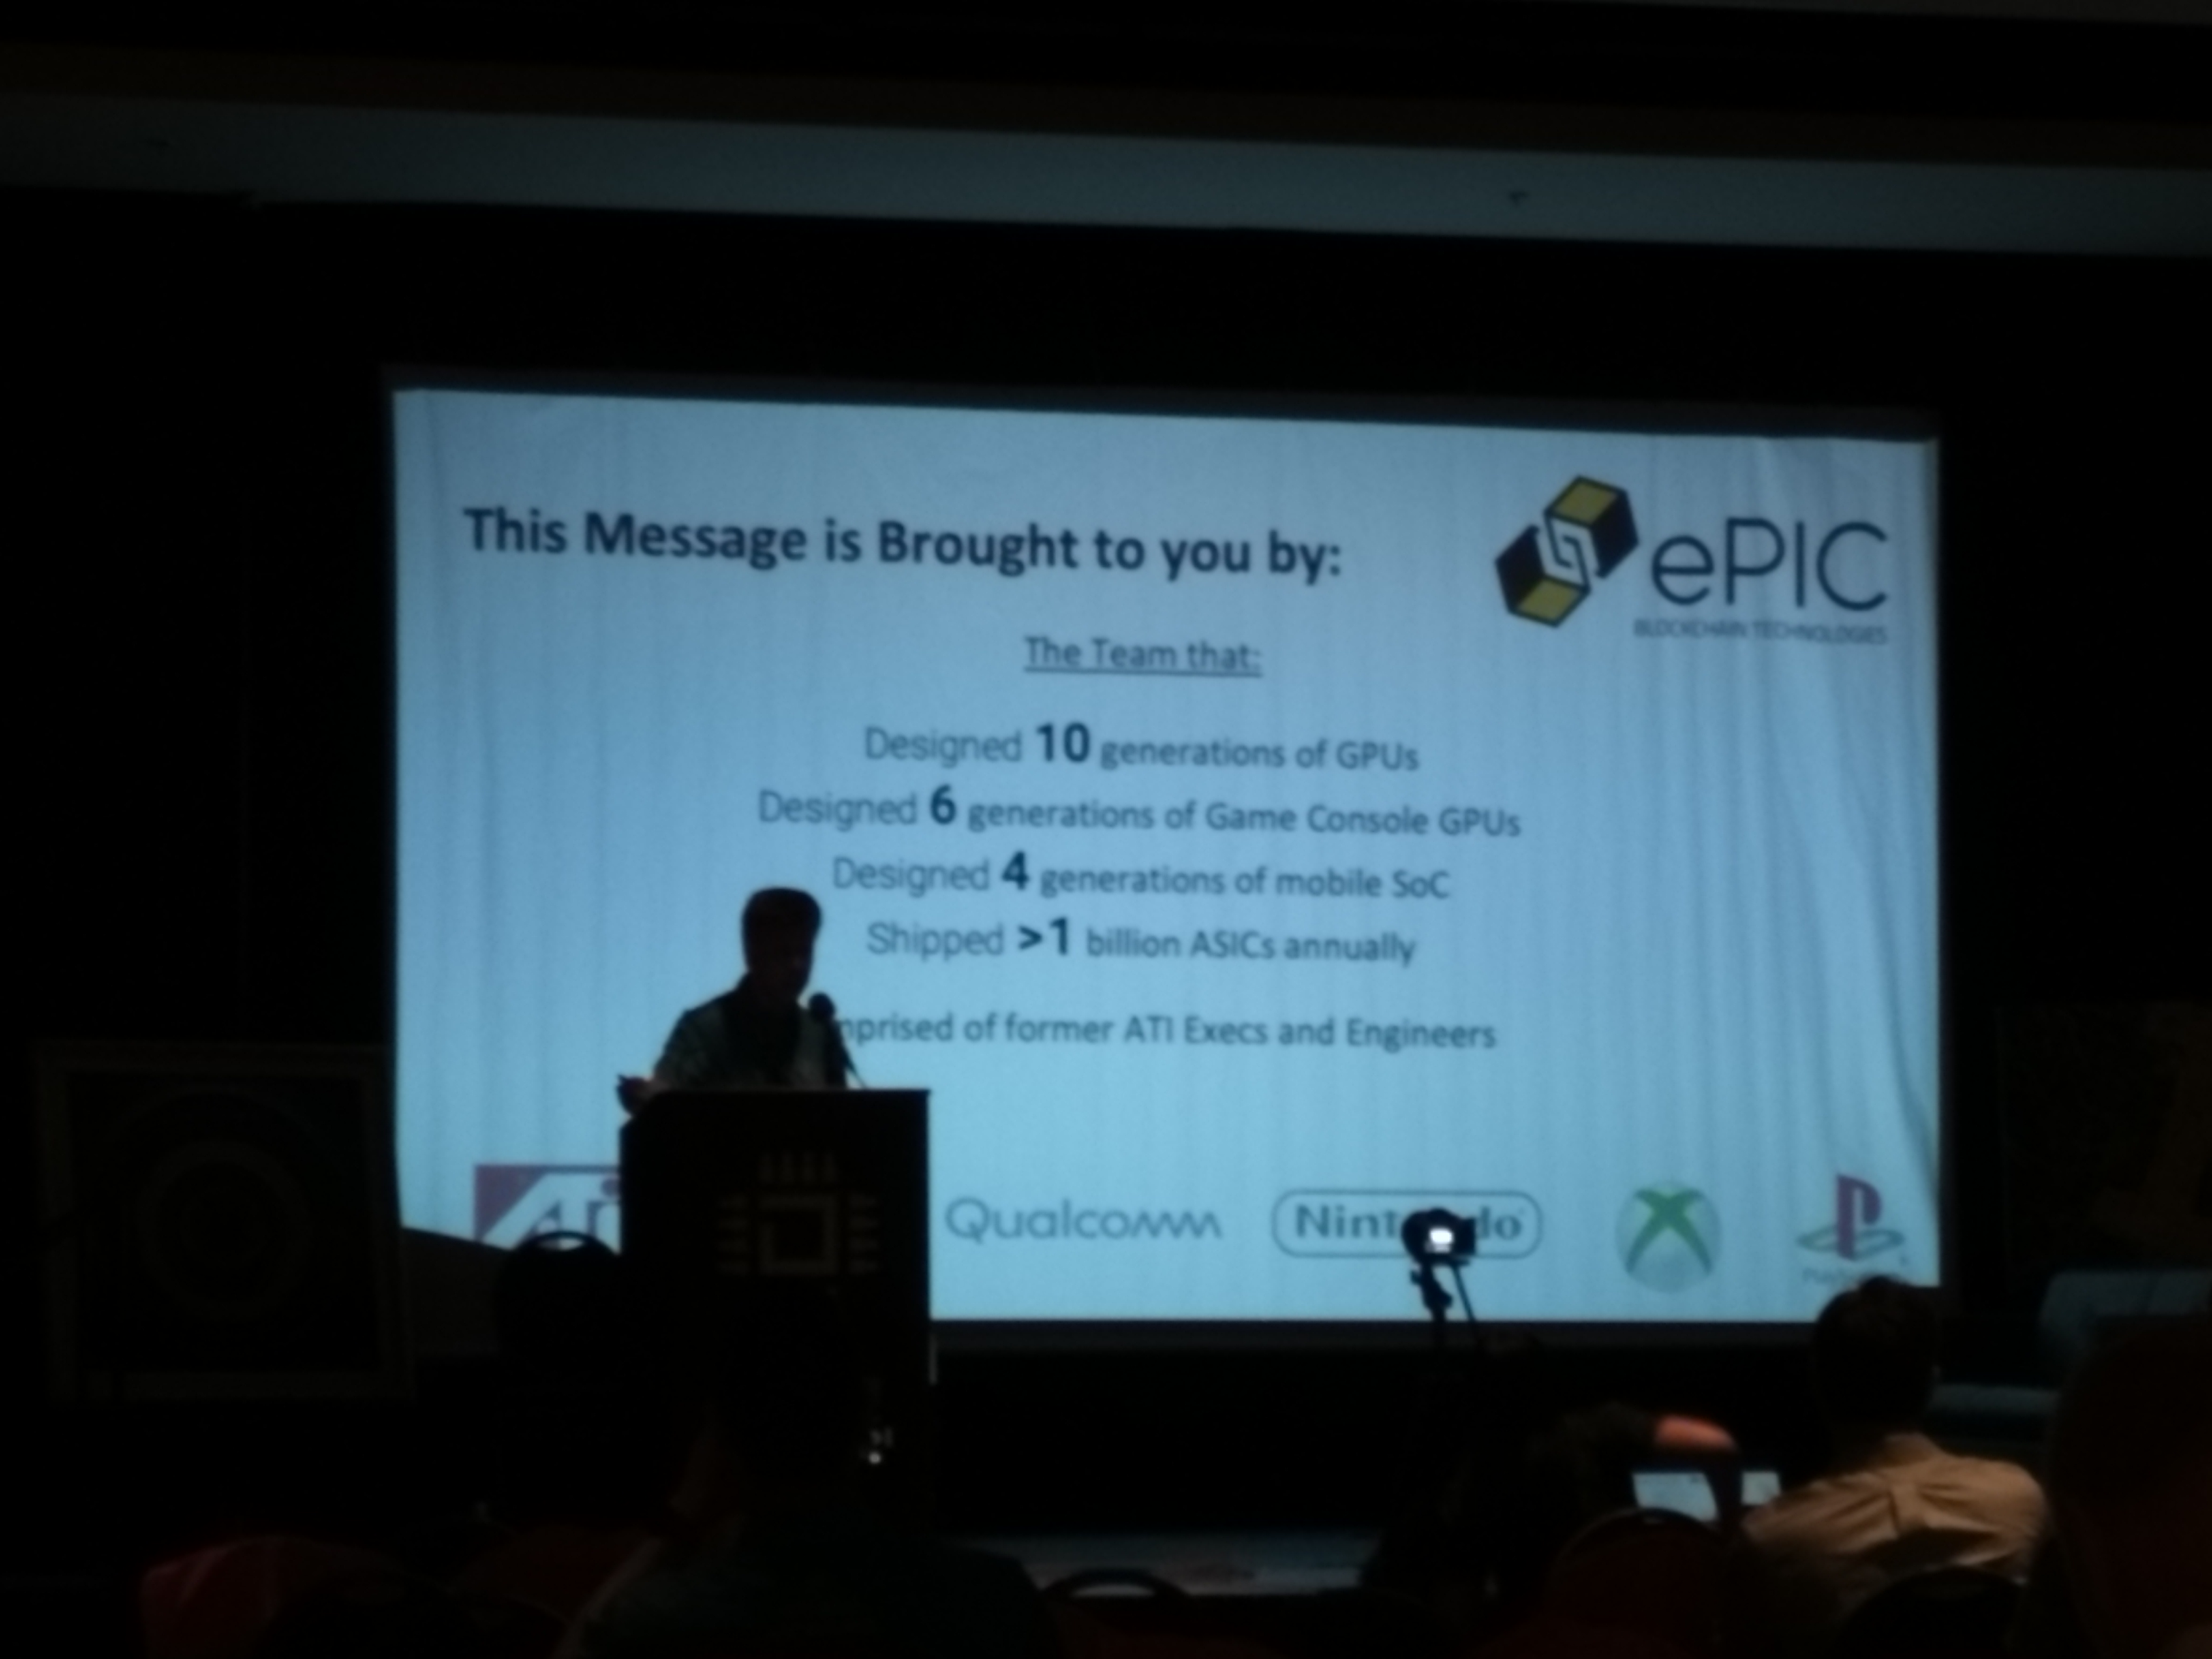 This Message is Brought to you by:
ePIC
BLOCKCHAIN TECHNOLOGIES
The Team that:
Designed 10 generations of GPUs
Designed 6 generations of Game Console GPUs
Designed 4 generations of mobile SoC
Shipped >1 billion ASICs annually
of former ATI Execs and Engineers
Qualcomm